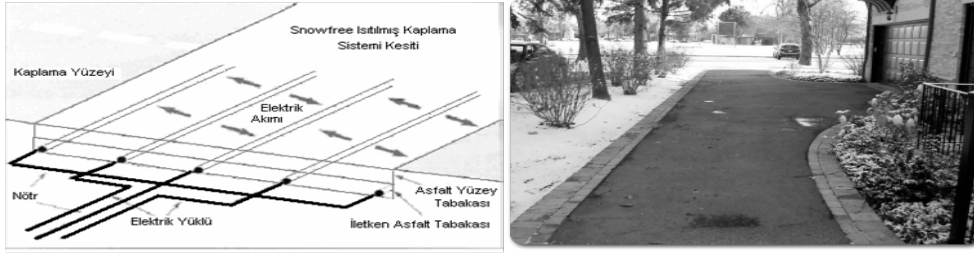 Snowfree Isıtılmış Kaplama
Sistemi Kesiti
Kaplama Yüzeyi
Elektrik
Akımı
Nötr
Elektrik Yüklü
Asfalt Yüzey
Tabakası
İletken Asfalt Tabakası